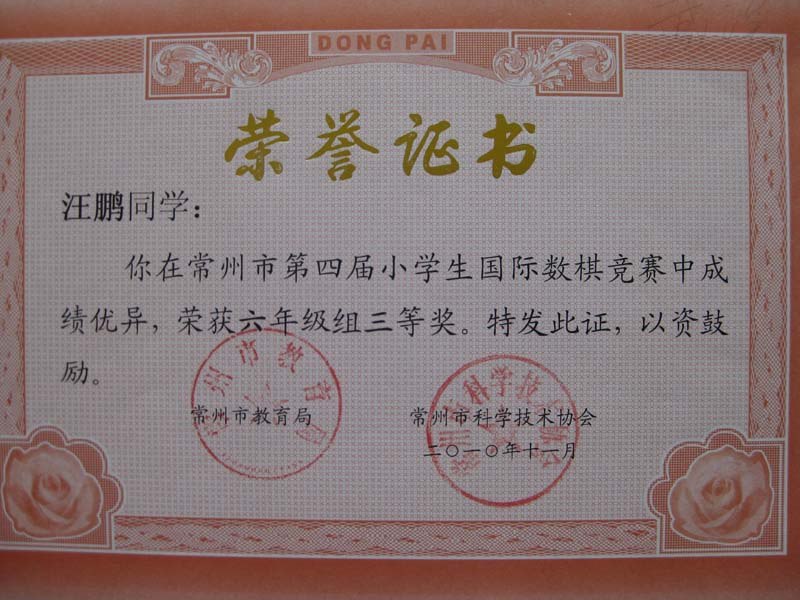 DONG PAI
荣誉证书
汪鹏同学：
你在常州市第四届小学生国际数棋竞赛中成
绩优异，荣获六年级组三等奖。特发此证，以资鼓
励。
常州市教育局
常州市科学技术协会
二〇一〇年十一月